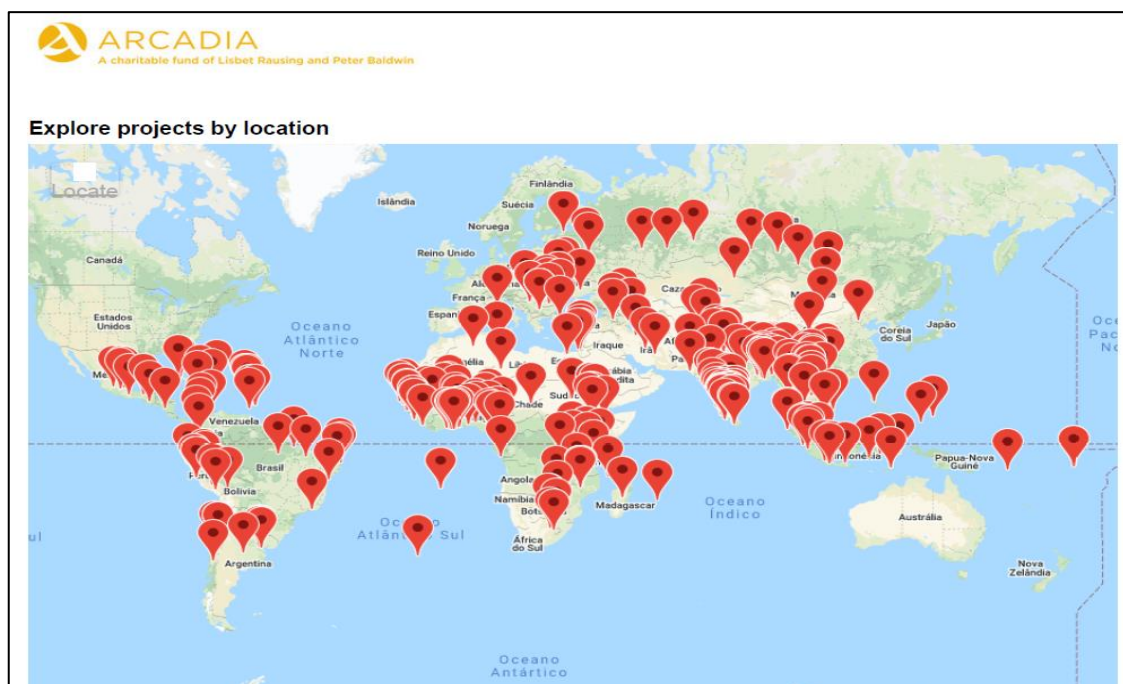 ARCADIA
A charitable fund of Lisbet Rausing and Peter Baldwin
Explore projects by location
Locate
Finlândia
Islândia
Suécia
Noruega
Canadá
Reino Unido
França
Estados
Unidos
Oceano
Atlântico
Norte
Coreia
do Sul
Japão
Iraque
Chade
Venezuela
Brasil
Bolívia
Papua-Nova
Guiné
Angola
Namíbia
Madagascar
Oceano
Índico
Oceano
Sul
África
do Sul
Austrália
Argentina
Nova
Zelândia
Oceano
Antártico